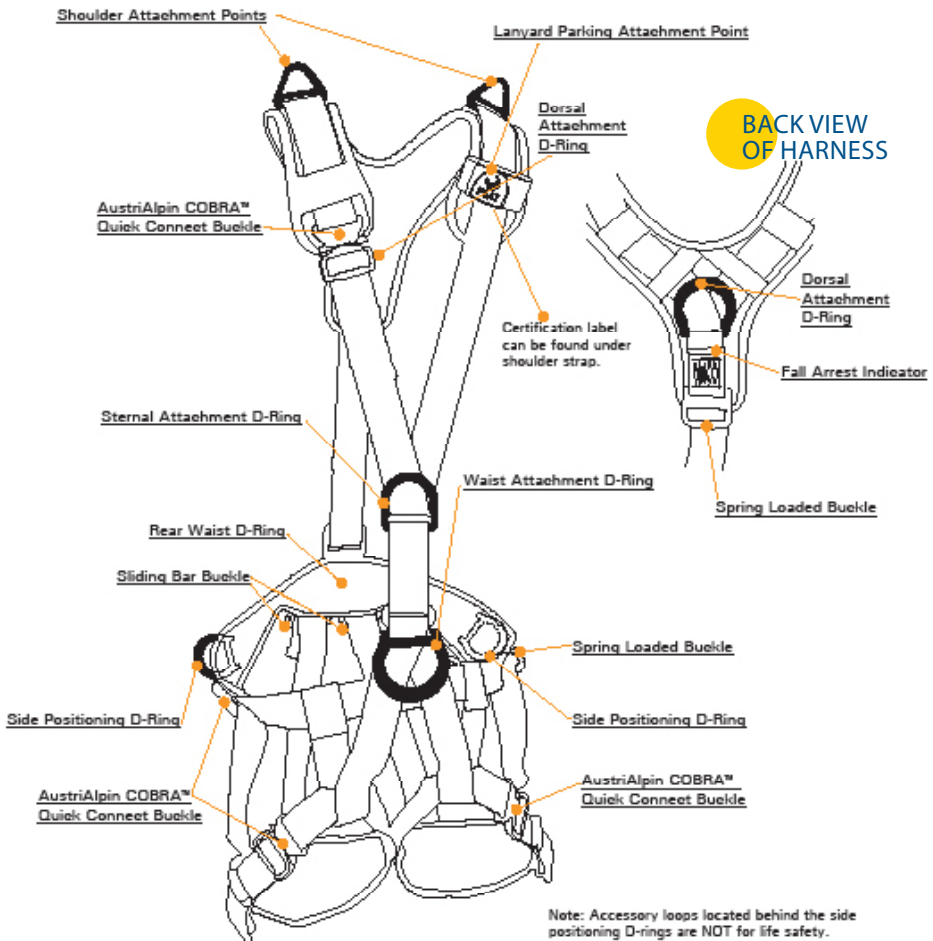 Shoulder Attachment Points
Lanyard Parking Attachment Point
Dorsal
Attachment
D-Ring
BACK VIEW
OF HARNESS
AustriAlpin COBRA™
Quick Connect Buckle
Dorsal
Attachment
D-Ring
Certification label
can be found under
shoulder strap.
Fall Arrest Indicator
Sternal Attachment D-Ring
Waist Attachment D-Ring
Spring Loaded Buckle
Rear Waist D-Ring
Sliding Bar Buckle
Spring Loaded Buckle
Side Positioning D-Ring
Side Positioning D-Ring
AustriAlpin COBRA™
Quick Connect Buckle
AustriAlpin COBRA™
Quick Connect Buckle
Note: Accessory loops located behind the side
positioning D-rings are NOT for life safety.